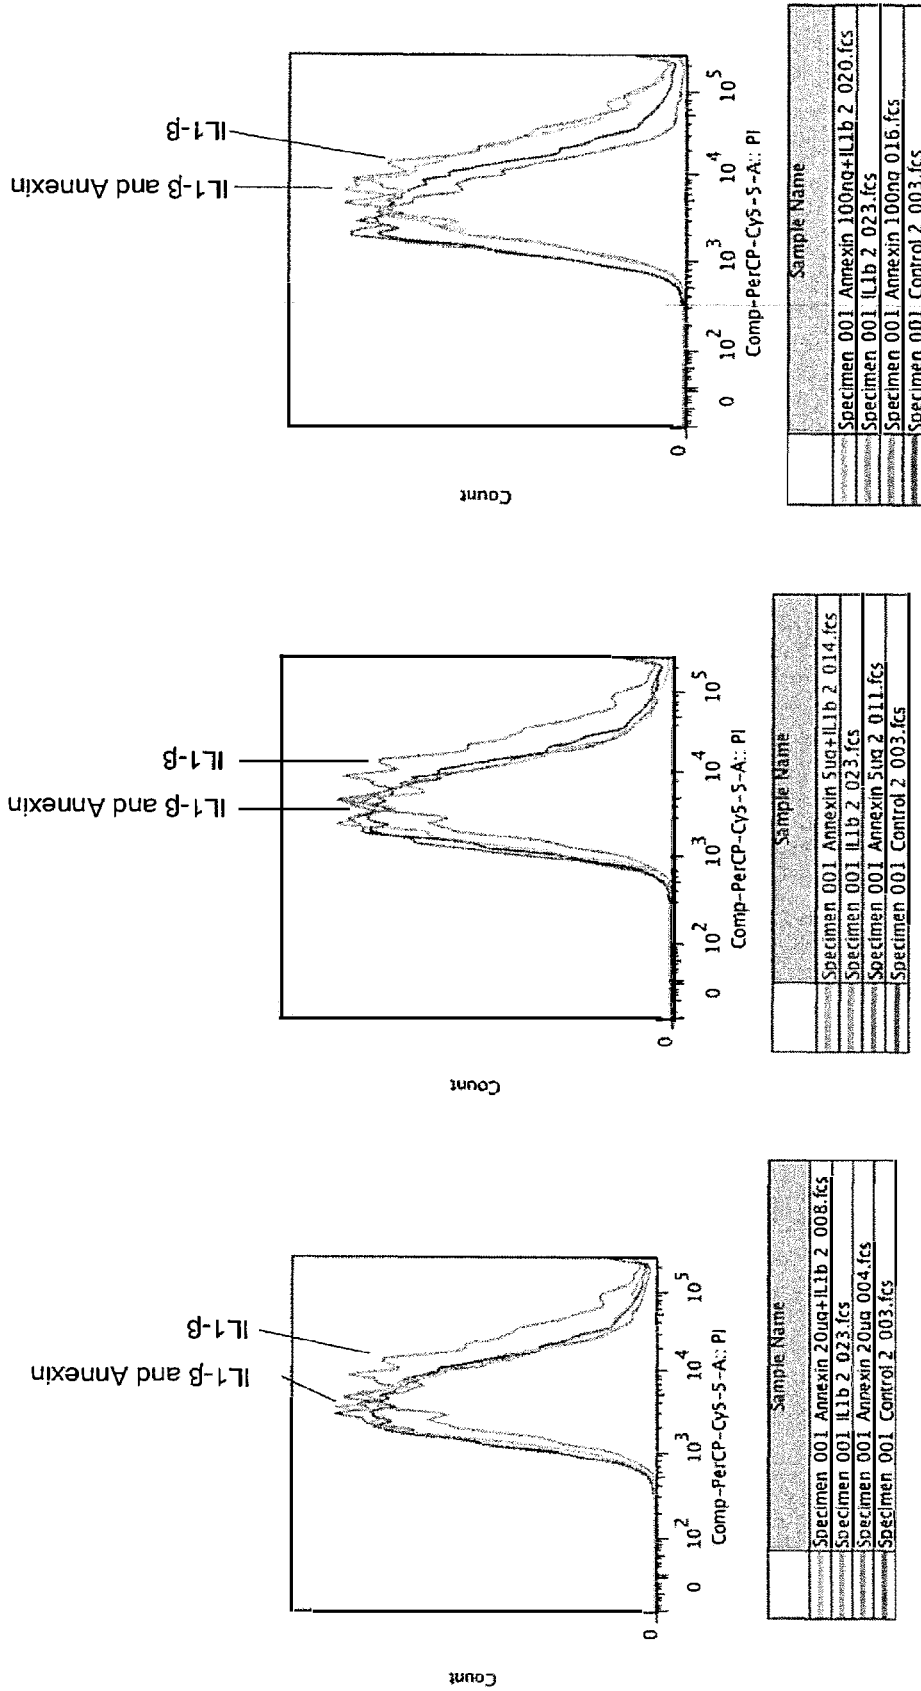 IL1-β and Annexin
IL1-β
Count
0
0 10² 10³ 10⁴ 10⁵
Comp-PerCP-Cy5-5-A:: PI
Sample Name
Specimen 001 Annexin 20ug+IL1b 2 008.fcs
Specimen 001 IL1b 2 023.fcs
Specimen 001 Annexin 20ug 004.fcs
Specimen 001 Control 2 003.fcs
IL1-β and Annexin
IL1-β
Count
0
0 10² 10³ 10⁴ 10⁵
Comp-PerCP-Cy5-5-A:: PI
Sample Name
Specimen 001 Annexin 5ug+IL1b 2 014.fcs
Specimen 001 IL1b 2 023.fcs
Specimen 001 Annexin 5ug 2 011.fcs
Specimen 001 Control 2 003.fcs
IL1-β and Annexin
IL1-β
Count
0
0 10² 10³ 10⁴ 10⁵
Comp-PerCP-Cy5-5-A:: PI
Sample Name
Specimen 001 Annexin 100ng+IL1b 2 020.fcs
Specimen 001 IL1b 2 023.fcs
Specimen 001 Annexin 100ng 016.fcs
Specimen 001 Control 2 003.fcs